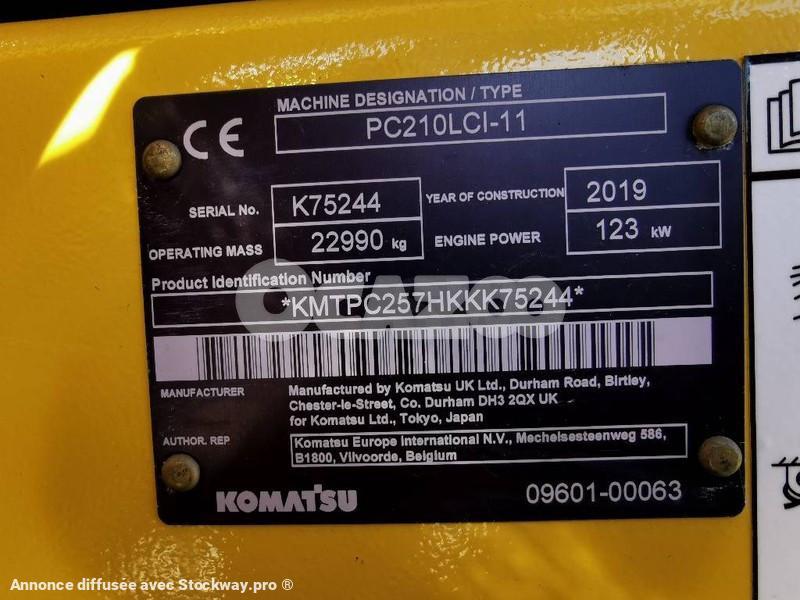 MACHINE DESIGNATION / TYPE
CE
PC210LCI-11
SERIAL No.
K75244
YEAR OF CONSTRUCTION
2019
OPERATING MASS
22990 kg
ENGINE POWER
123 kW
Product Identification Number
*KMTPC257HKKK75244*
MANUFACTURER
Manufactured by Komatsu UK Ltd., Durham Road, Birtley,
Chester-le-Street, Co. Durham DH3 2QX UK
for Komatsu Ltd., Tokyo, Japan
AUTHOR. REP
Komatsu Europe International N.V., Mechelsesteenweg 586,
B1800, Vilvoorde, Belgium
KOMATSU
09601-00063
Annonce diffusée avec Stockway.pro ®